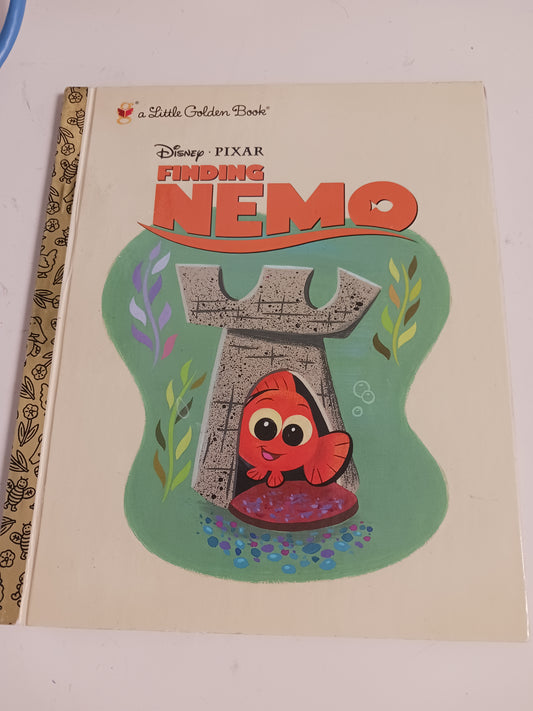 a Little Golden Book®
Disney · PIXAR
FINDING
NEMO